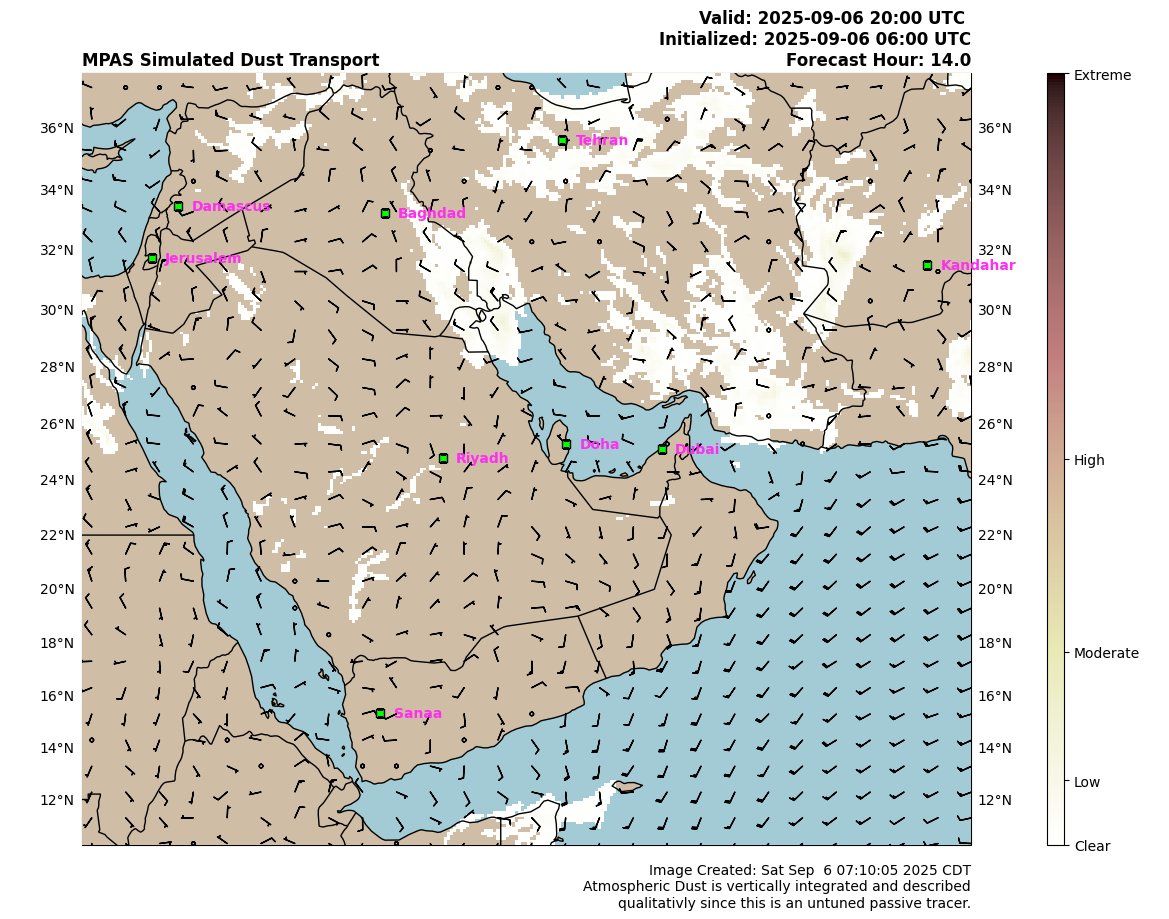 Valid: 2025-09-06 20:00 UTC
Initialized: 2025-09-06 06:00 UTC
MPAS Simulated Dust Transport
Forecast Hour: 14.0
Extreme
36°N
36°N
Tehran
34°N
34°N
Damascus
Baghdad
32°N
32°N
Jerusalem
Kandahar
30°N
30°N
28°N
28°N
26°N
26°N
Doha
Dubai
Riyadh
High
24°N
24°N
22°N
22°N
20°N
20°N
18°N
18°N
Moderate
16°N
16°N
Sanaa
14°N
14°N
Low
12°N
12°N
Clear
Image Created: Sat Sep  6 07:10:05 2025 CDT
Atmospheric Dust is vertically integrated and described
qualitativly since this is an untuned passive tracer.